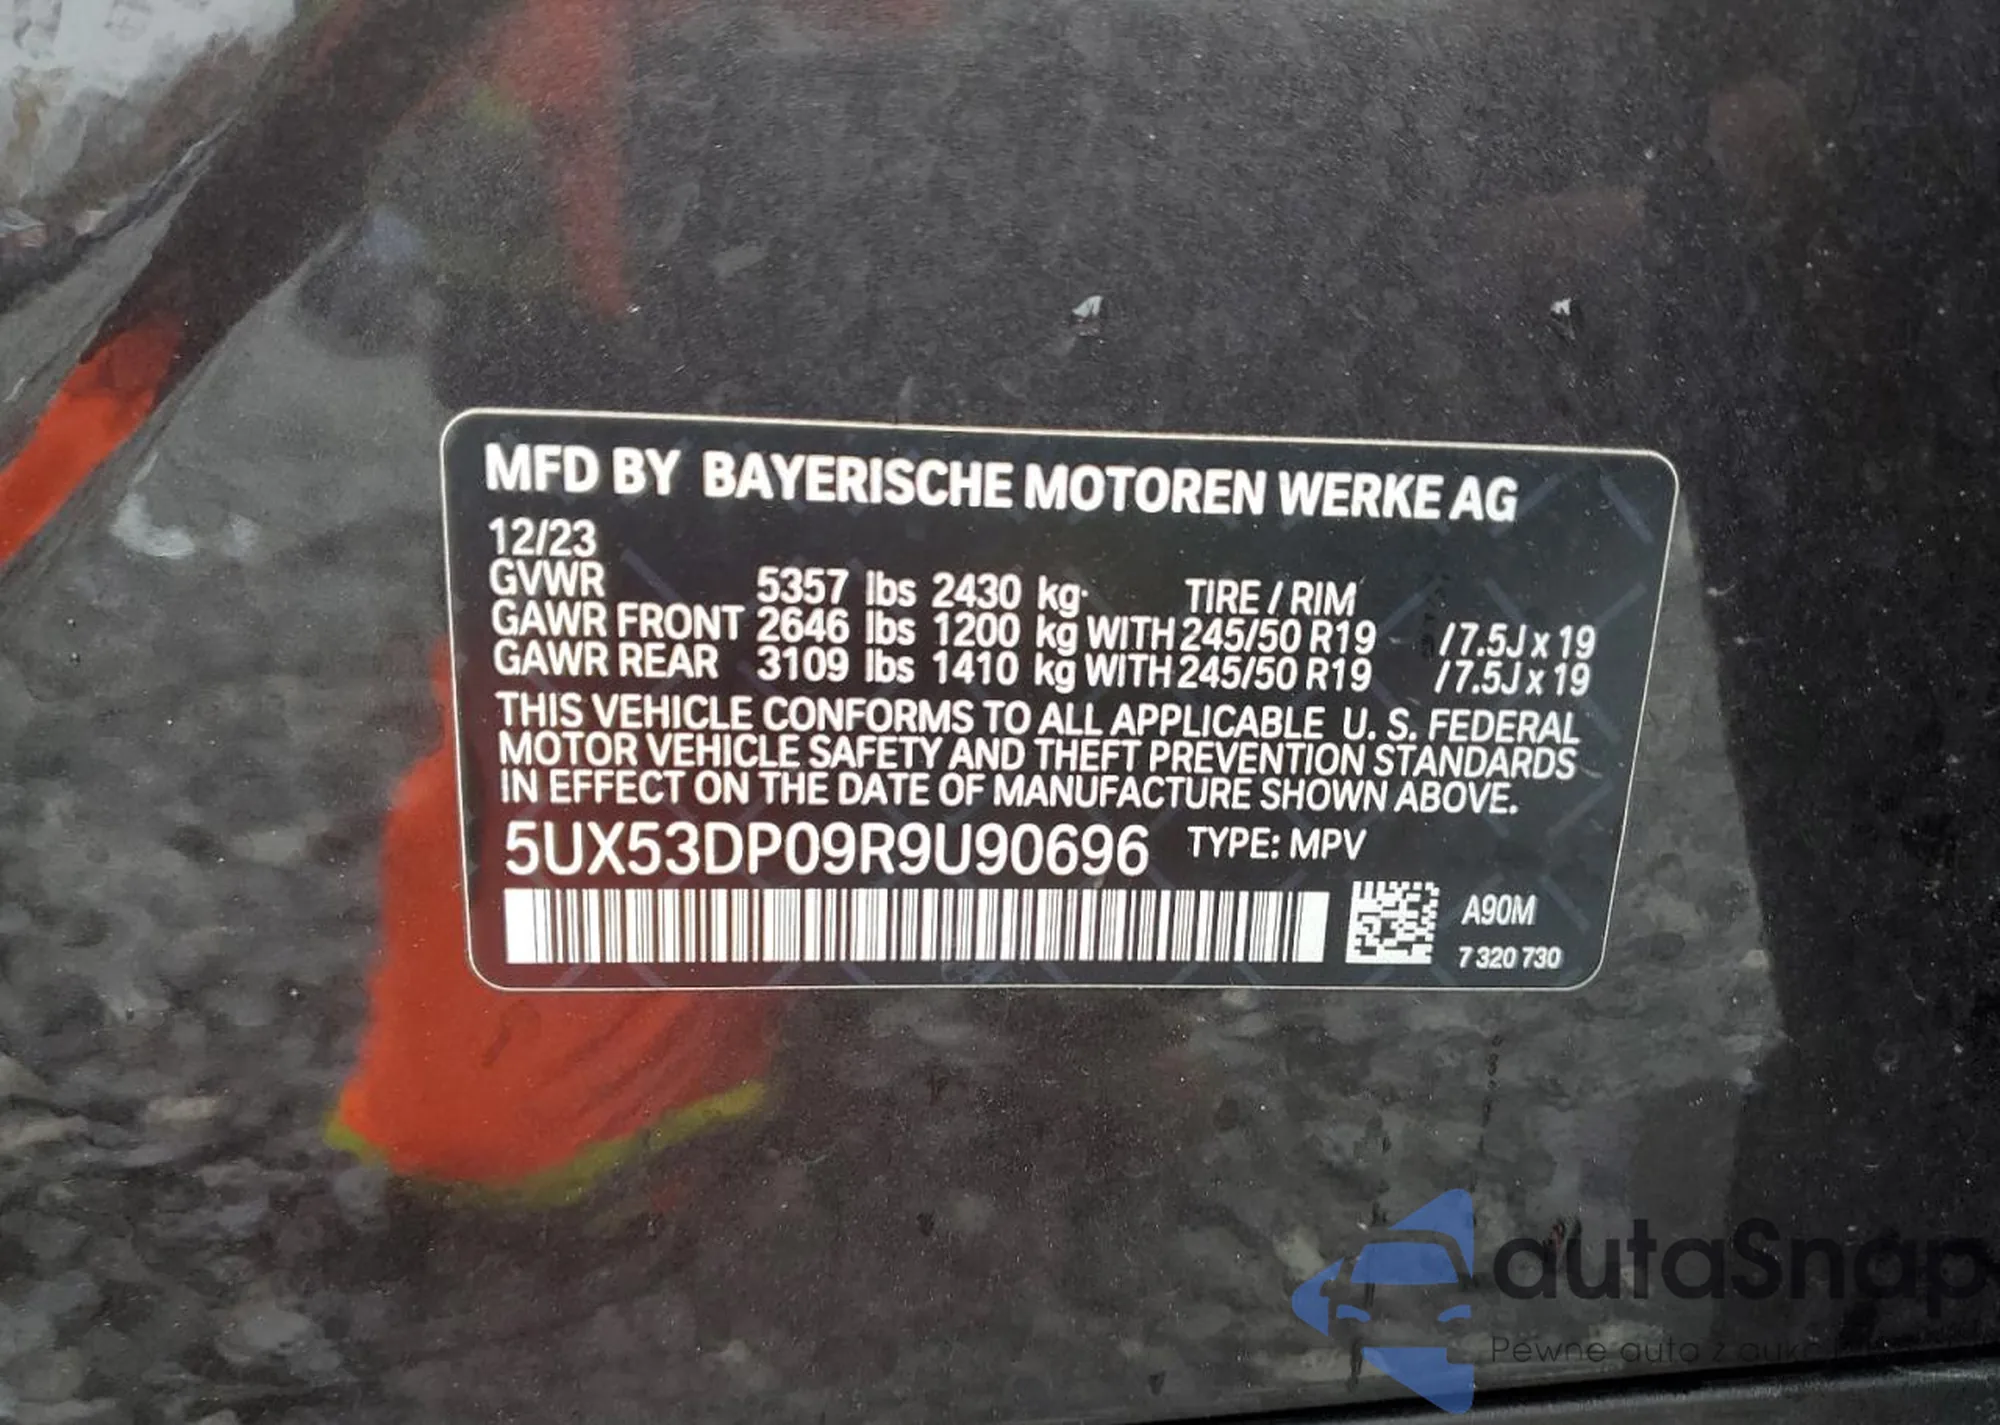 MFD BY BAYERISCHE MOTOREN WERKE AG
12/23
GVWR 5357 lbs 2430 kg TIRE / RIM
GAWR FRONT 2646 lbs 1200 kg WITH 245/50 R19 /7.5J x 19
GAWR REAR 3109 lbs 1410 kg WITH 245/50 R19 /7.5J x 19
THIS VEHICLE CONFORMS TO ALL APPLICABLE U. S. FEDERAL
MOTOR VEHICLE SAFETY AND THEFT PREVENTION STANDARDS
IN EFFECT ON THE DATE OF MANUFACTURE SHOWN ABOVE.
5UX53DP09R9U90696 TYPE: MPV
A90M
7 320 730
autaSnap
Pewne auto z